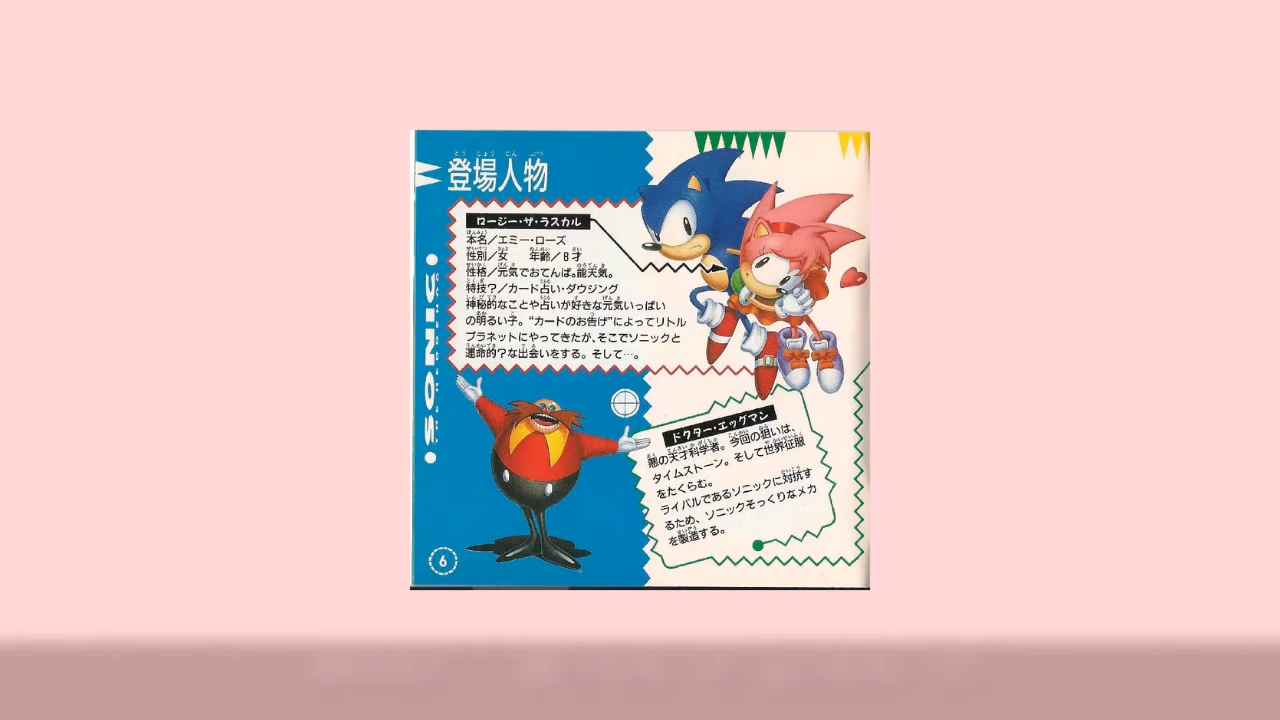 登場人物
ロージー・ザ・ラスカル
本名／エミー・ローズ
性別／女 年齢／8才
性格／元気でおてんば。能天気。
特技？／カード占い・ダウジング
神秘的なことや占いが好きな元気いっぱい
の明るい子。“カードのお告げ”によってリトル
プラネットにやってきたが、そこでソニックと
運命的？な出会いをする。そして…。
SONIC
ドクター・エッグマン
悪の天才科学者。今回の狙いは、
タイムストーン。そして世界征服
をたくらむ。
ライバルであるソニックに対抗す
るため、ソニックそっくりなメカ
を製造する。
6